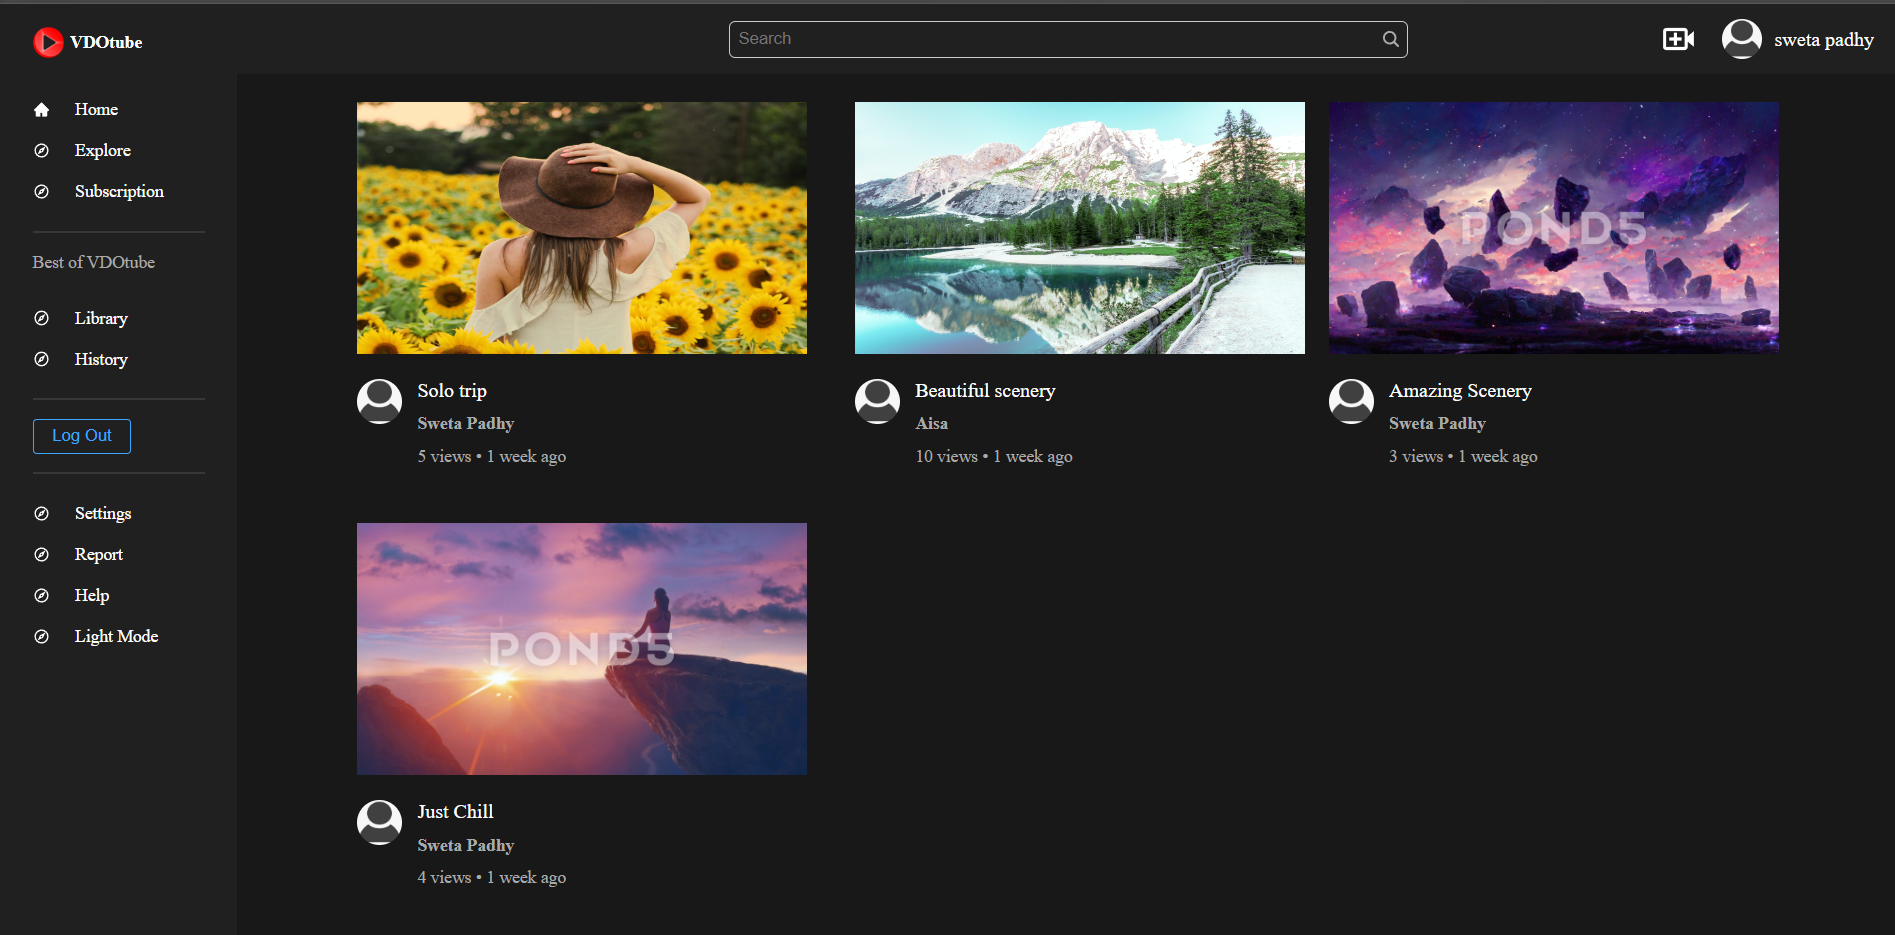 VDOtube
Search
sweta padhy
Home
Explore
Subscription
Best of VDOtube
Library
History
Log Out
Settings
Report
Help
Light Mode
Solo trip
Sweta Padhy
5 views • 1 week ago
Beautiful scenery
Aisa
10 views • 1 week ago
POND5
Amazing Scenery
Sweta Padhy
3 views • 1 week ago
POND5
Just Chill
Sweta Padhy
4 views • 1 week ago